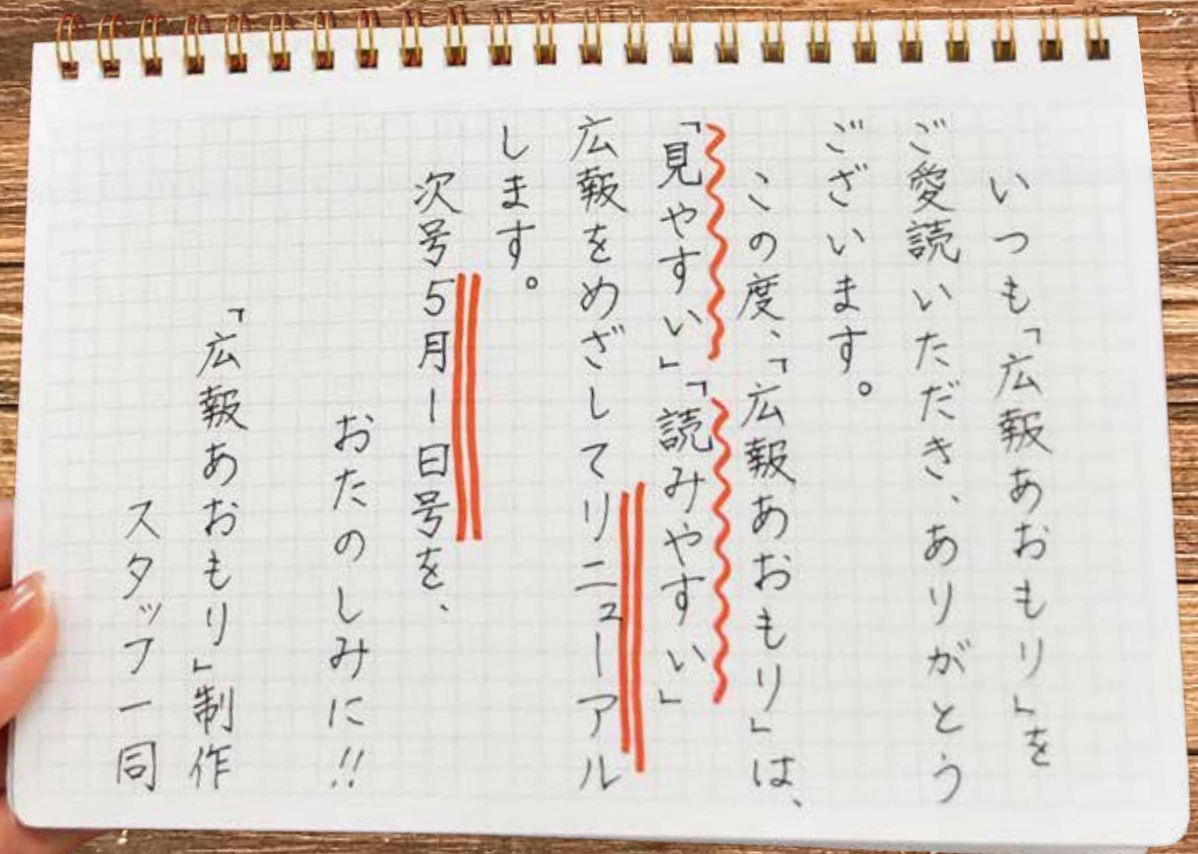 いつも「広報あおもり」を
ご愛読いただき、ありがとう
ございます。
この度、「広報あおもり」は、
「見やすい」「読みやすい」
広報をめざしてリニューアル
します。
次号5月1日号を、
おたのしみに!!
「広報あおもり」制作
スタッフ一同